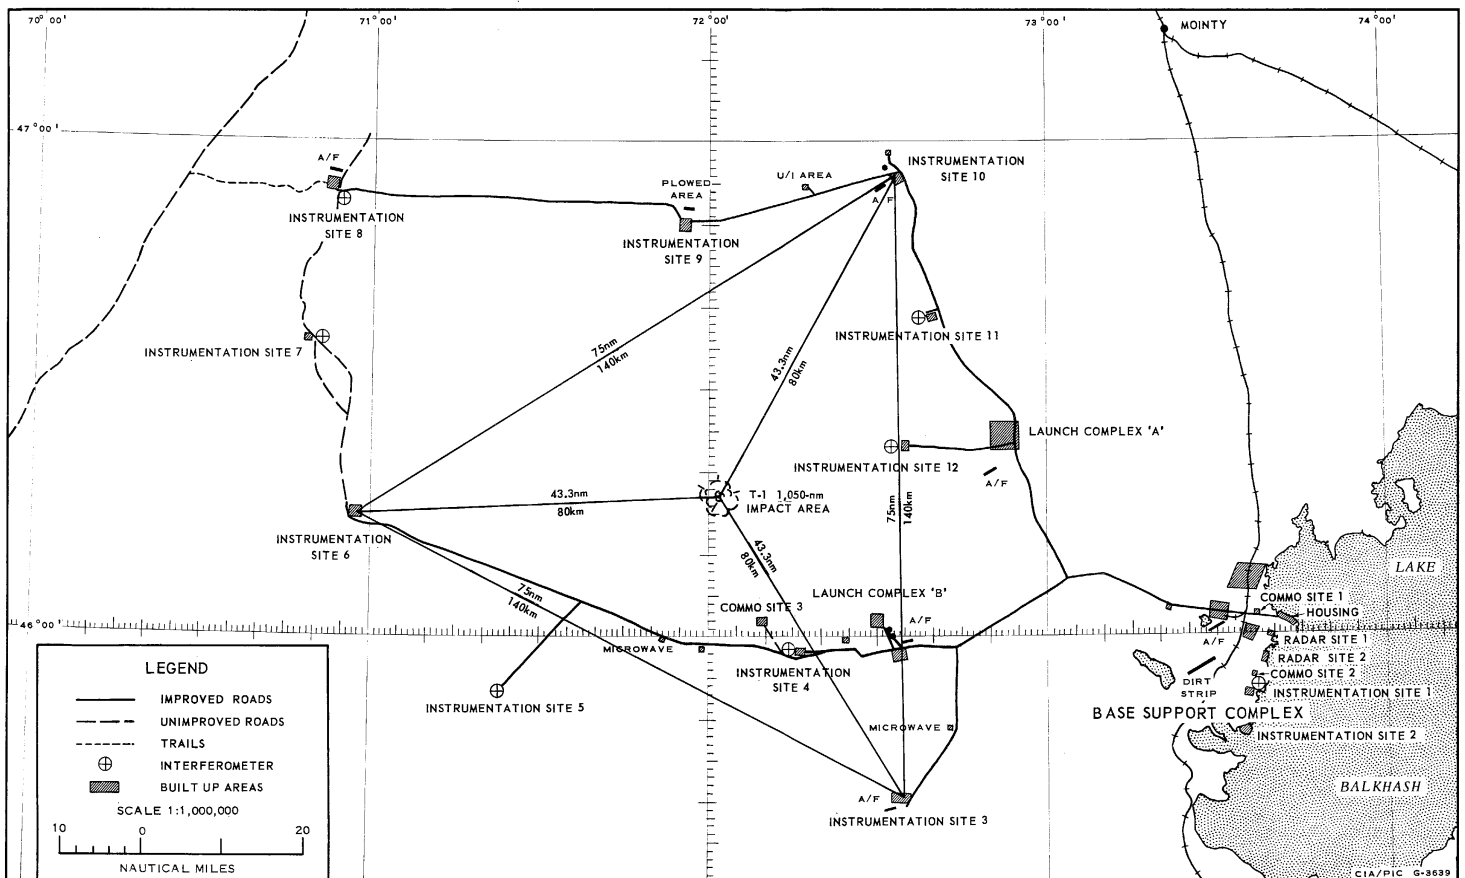 70°00'
71°00'
72°00'
73°00'
74°00'
MOINTY
47°00'
A/F
INSTRUMENTATION
SITE 8
PLOWED
AREA
U/I AREA
INSTRUMENTATION
SITE 9
INSTRUMENTATION
SITE 10
A/F
75nm
140km
43.3nm
80km
INSTRUMENTATION SITE 11
INSTRUMENTATION SITE 7
LAUNCH COMPLEX 'A'
INSTRUMENTATION SITE 12
A/F
43.3nm
80km
T-1 1,050-nm
IMPACT AREA
75nm
140km
INSTRUMENTATION
SITE 6
43.3nm
80km
75nm
140km
LAUNCH COMPLEX 'B'
COMMO SITE 3
A/F
LAKE
COMMO SITE 1
HOUSING
46°00'
A/F
RADAR SITE 1
RADAR SITE 2
COMMO SITE 2
DIRT
STRIP
INSTRUMENTATION SITE 1
MICROWAVE
INSTRUMENTATION
SITE 4
INSTRUMENTATION SITE 5
BASE SUPPORT COMPLEX
MICROWAVE
INSTRUMENTATION SITE 2
BALKHASH
A/F
INSTRUMENTATION SITE 3
LEGEND
IMPROVED ROADS
UNIMPROVED ROADS
TRAILS
INTERFEROMETER
BUILT UP AREAS
SCALE 1:1,000,000
10 0 20
NAUTICAL MILES
CIA/PIC G-3639